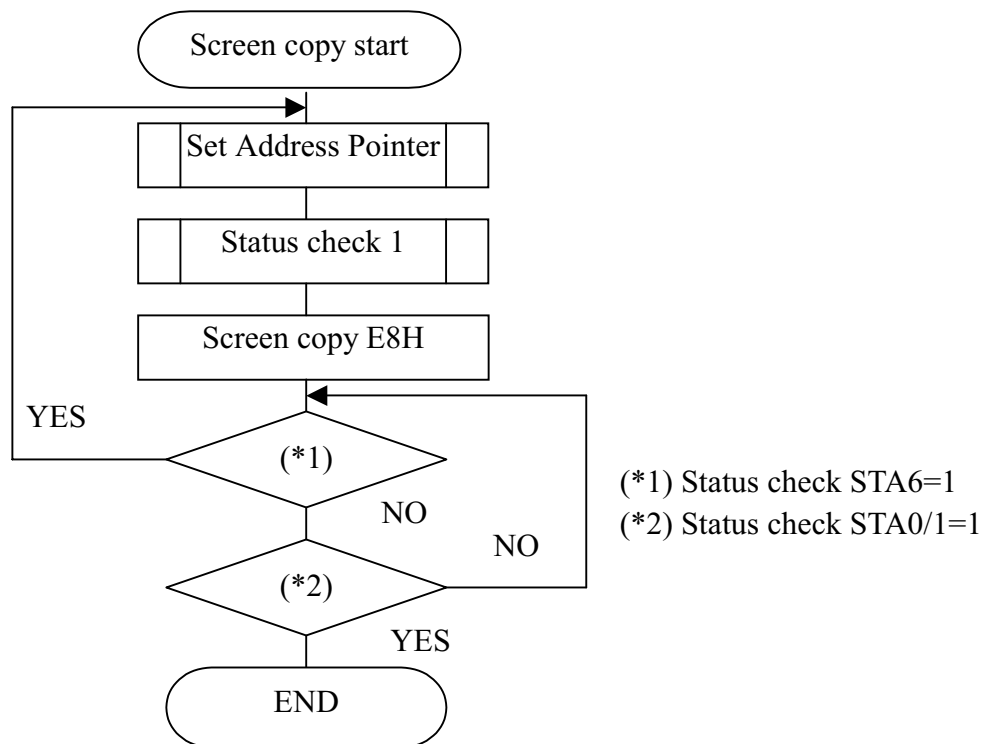 Screen copy start
Set Address Pointer
Status check 1
Screen copy E8H
YES
(*1)
NO
(*1) Status check STA6=1
(*2) Status check STA0/1=1
NO
(*2)
YES
END